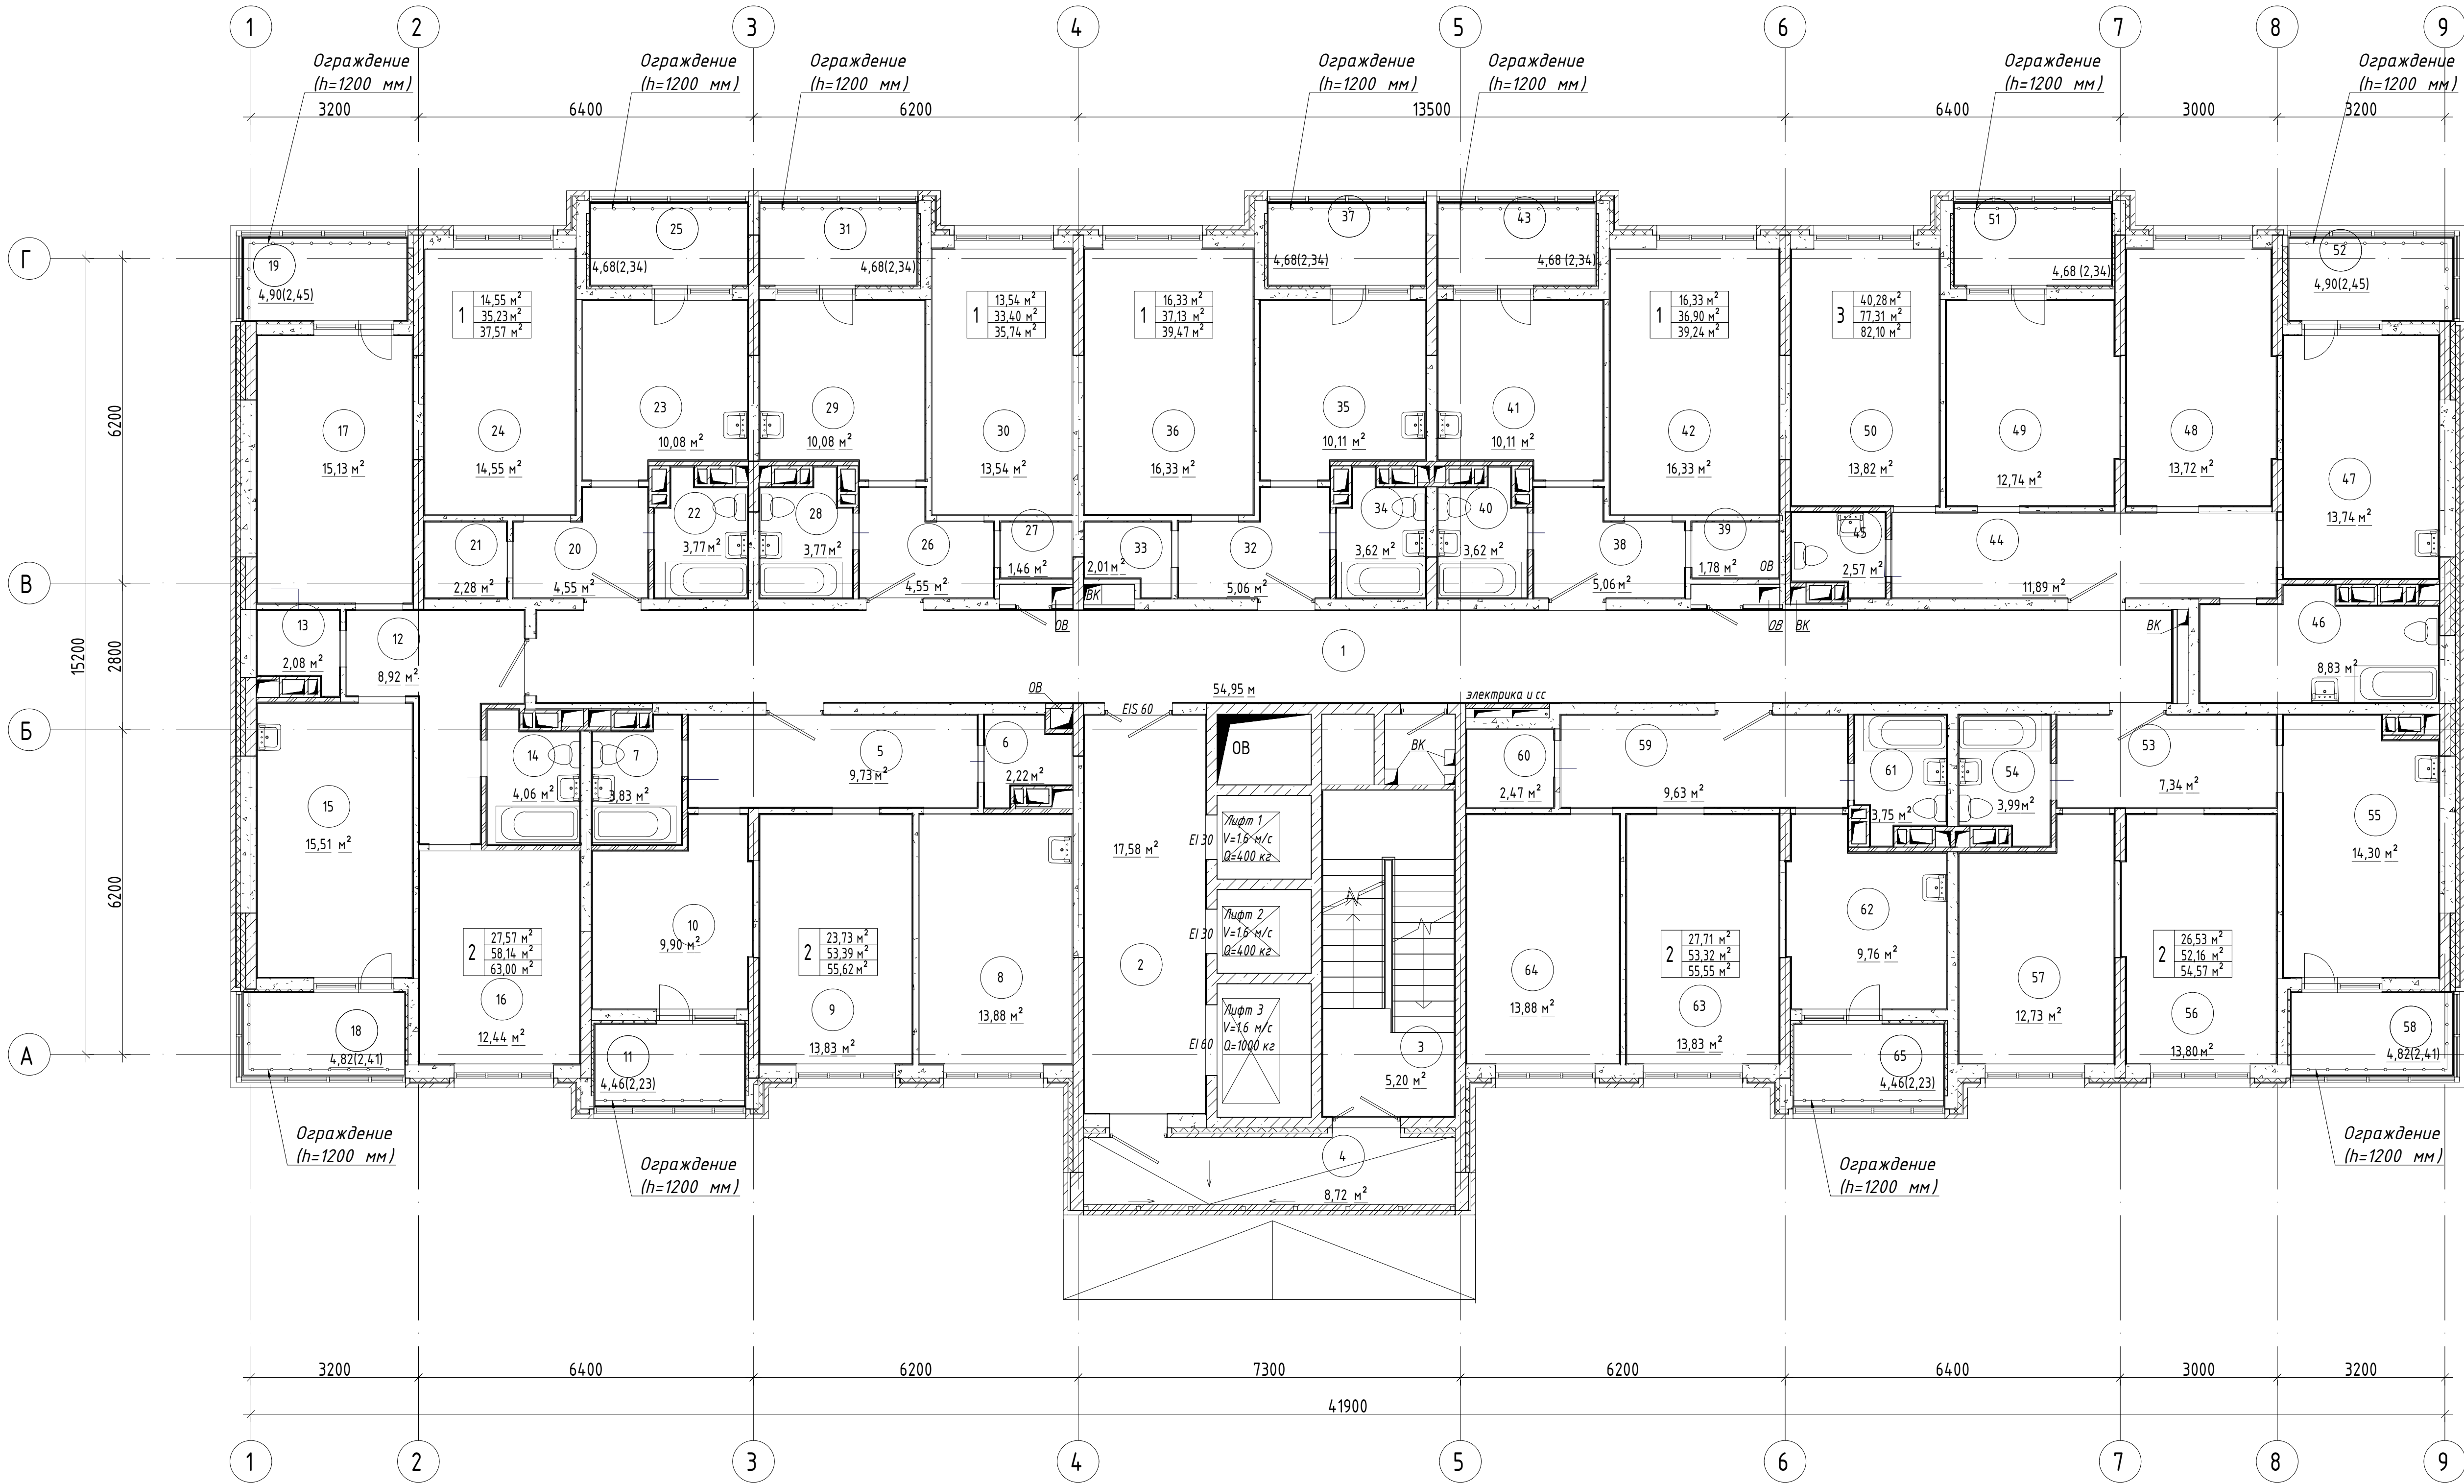 1 2 3 4 5 6 7 8 9
Ограждение
(h=1200 мм)
Ограждение
(h=1200 мм)
Ограждение
(h=1200 мм)
Ограждение
(h=1200 мм)
Ограждение
(h=1200 мм)
Ограждение
(h=1200 мм)
Ограждение
(h=1200 мм)
3200 6400 6200 13500 6400 3000 3200
Г
В
Б
А
6200
2800
6200
15200
19
4,90(2,45)
25
4,68(2,34)
31
4,68(2,34)
37
4,68(2,34)
43
4,68 (2,34)
51
4,68 (2,34)
52
4,90(2,45)
1
14,55 м²
35,23 м²
37,57 м²
1
13,54 м²
33,40 м²
35,74 м²
1
16,33 м²
37,13 м²
39,47 м²
1
16,33 м²
36,90 м²
39,24 м²
3
40,28 м²
77,31 м²
82,10 м²
17
15,13 м²
24
14,55 м²
23
10,08 м²
29
10,08 м²
30
13,54 м²
36
16,33 м²
35
10,11 м²
41
10,11 м²
42
16,33 м²
50
13,82 м²
49
12,74 м²
48
13,72 м²
47
13,74 м²
21
2,28 м²
20
4,55 м²
22
3,77 м²
28
3,77 м²
26
4,55 м²
27
1,46 м²
33
2,01 м²
32
5,06 м²
34
3,62 м²
40
3,62 м²
38
5,06 м²
39
1,78 м²
ОВ
45
2,57 м²
44
11,89 м²
ВК
ОВ
ОВ
ВК
ВК
13
2,08 м²
12
8,92 м²
1
54,95 м
46
8,83 м²
ОВ
EIS 60
электрика и сс
14
4,06 м²
7
3,83 м²
5
9,73 м²
6
2,22 м²
ОВ
ВК
60
2,47 м²
59
9,63 м²
61
3,75 м²
54
3,99 м²
53
7,34 м²
15
15,51 м²
55
14,30 м²
17,58 м²
2
EI 30
Лифт 1
V=1.6 м/с
Q=400 кг
EI 30
Лифт 2
V=1.6 м/с
Q=400 кг
EI 60
Лифт 3
V=1.6 м/с
Q=1000 кг
3
5,20 м²
2
27,57 м²
58,14 м²
63,00 м²
16
12,44 м²
10
9,90 м²
2
23,73 м²
53,39 м²
55,62 м²
9
13,83 м²
8
13,88 м²
64
13,88 м²
2
27,71 м²
53,32 м²
55,55 м²
63
13,83 м²
62
9,76 м²
57
12,73 м²
2
26,53 м²
52,16 м²
54,57 м²
56
13,80 м²
18
4,82(2,41)
11
4,46(2,23)
65
4,46(2,23)
58
4,82(2,41)
4
8,72 м²
Ограждение
(h=1200 мм)
Ограждение
(h=1200 мм)
Ограждение
(h=1200 мм)
Ограждение
(h=1200 мм)
3200 6400 6200 7300 6200 6400 3000 3200
41900
1 2 3 4 5 6 7 8 9